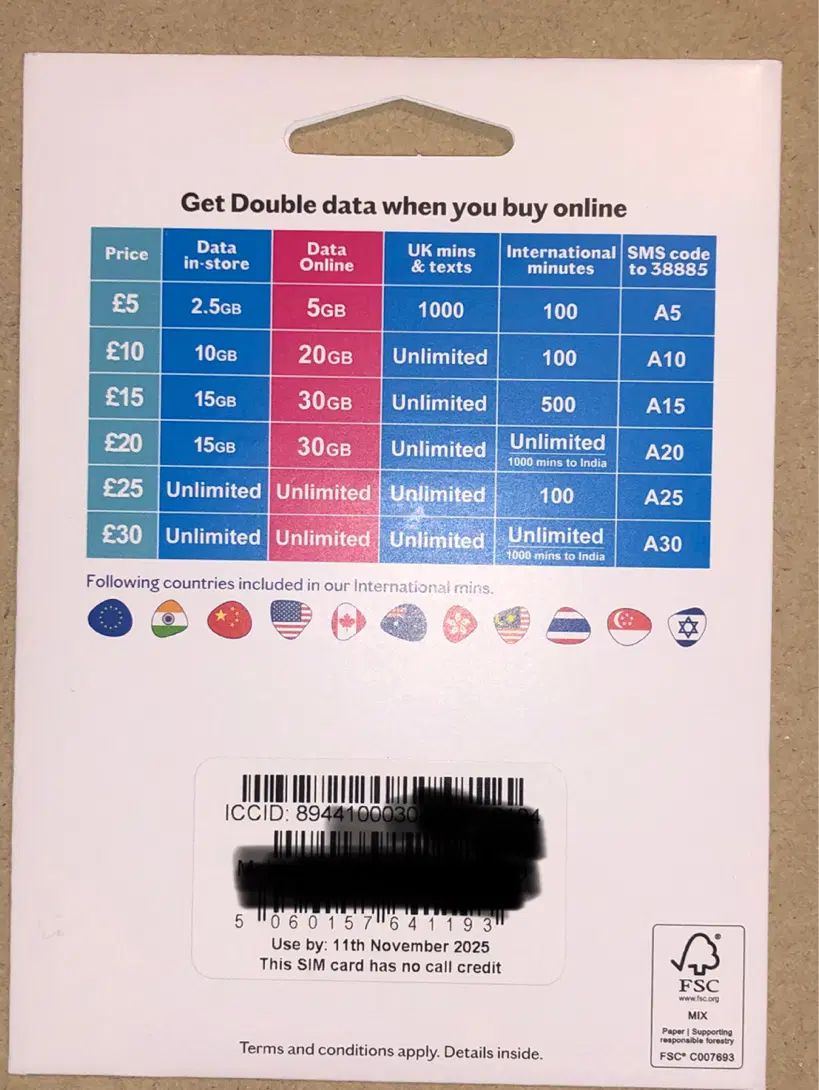 Get Double data when you buy online
Price Data in-store Data Online UK mins & texts International minutes SMS code to 38885
£5 2.5GB 5GB 1000 100 A5
£10 10GB 20GB Unlimited 100 A10
£15 15GB 30GB Unlimited 500 A15
£20 15GB 30GB Unlimited Unlimited 1000 mins to India A20
£25 Unlimited Unlimited Unlimited 100 A25
£30 Unlimited Unlimited Unlimited Unlimited 1000 mins to India A30
Following countries included in our International mins.
ICCID: 8944100030
5 060157 641193
Use by: 11th November 2025
This SIM card has no call credit
FSC
www.fsc.org
MIX
Paper | Supporting
responsible forestry
FSC® C007693
Terms and conditions apply. Details inside.